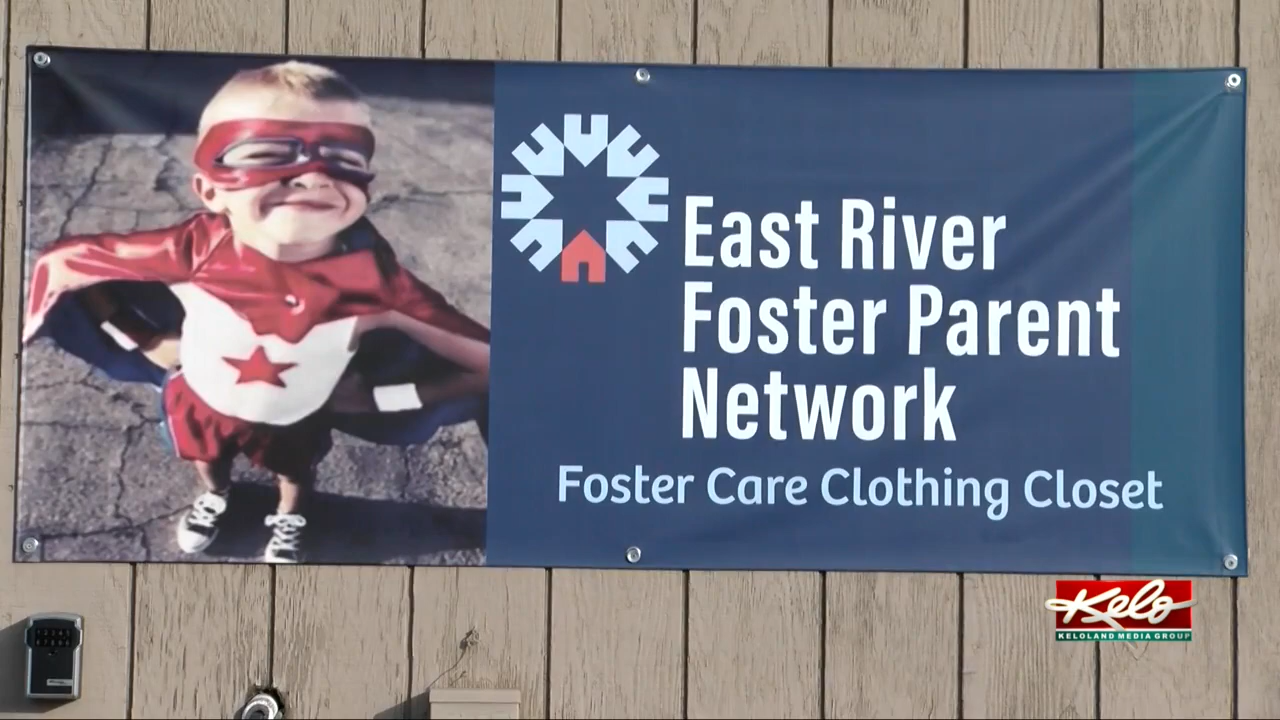 East River
Foster Parent
Network
Foster Care Clothing Closet
Kelo
KELOLAND MEDIA GROUP